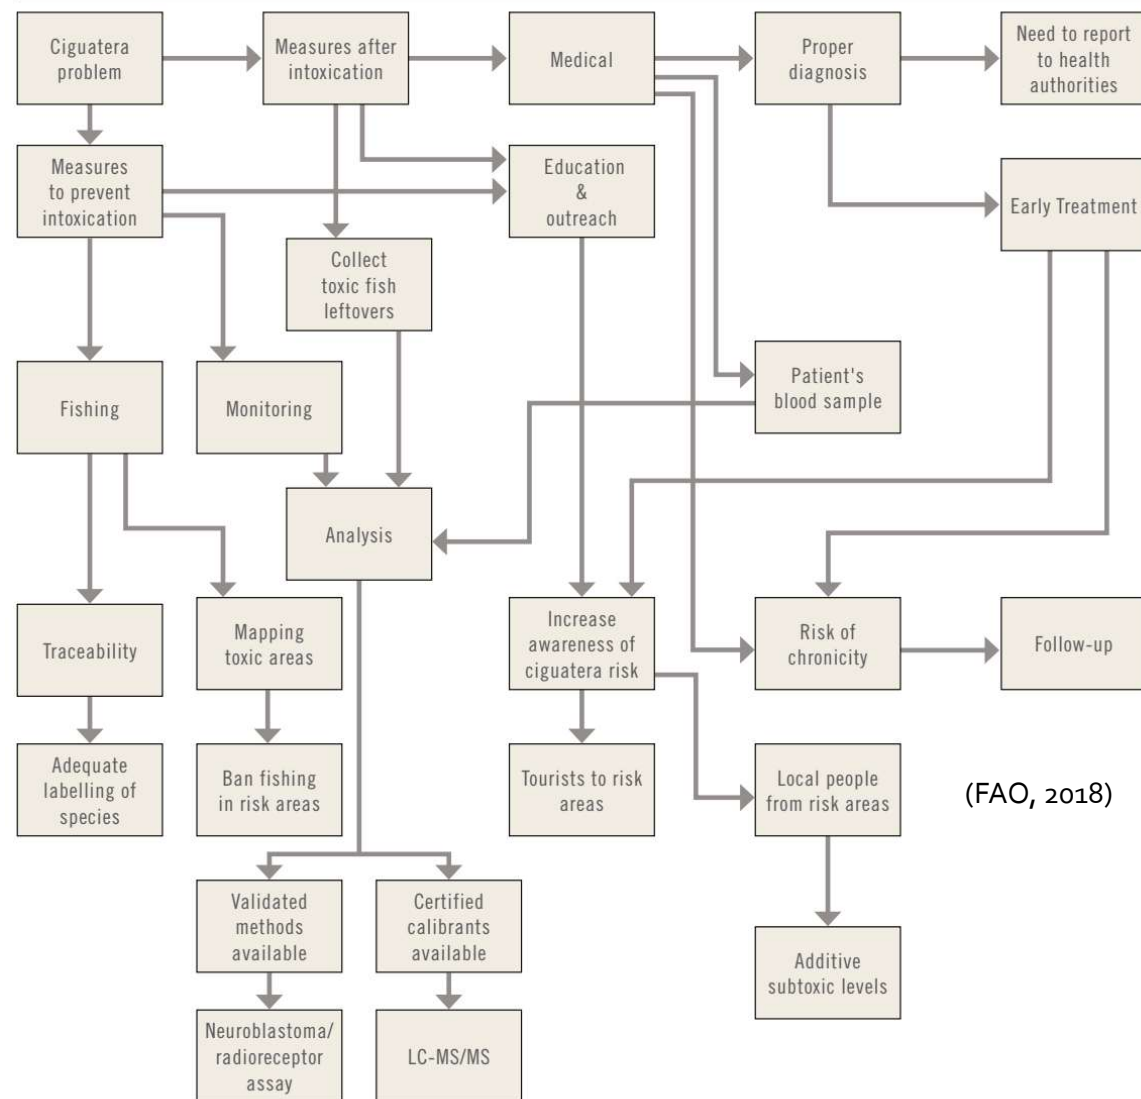 Ciguatera
problem
Measures after
intoxication
Medical
Proper
diagnosis
Need to report
to health
authorities
Measures
to prevent
intoxication
Education
&
outreach
Early Treatment
Collect
toxic fish
leftovers
Fishing
Monitoring
Patient's
blood sample
Analysis
Traceability
Mapping
toxic areas
Increase
awareness of
ciguatera risk
Risk of
chronicity
Follow-up
Adequate
labelling of
species
Ban fishing
in risk areas
Tourists to risk
areas
Local people
from risk areas
(FAO, 2018)
Validated
methods
available
Certified
calibrants
available
Additive
subtoxic levels
Neuroblastoma/
radioreceptor
assay
LC-MS/MS